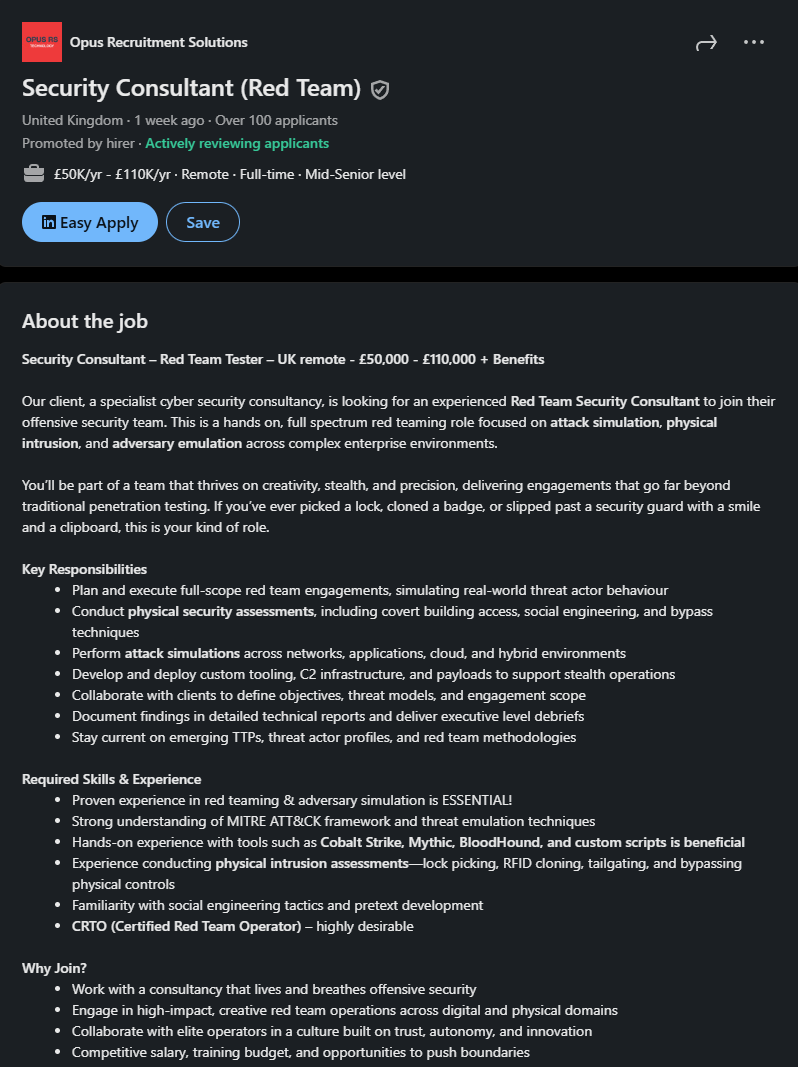 OPUS RS
TECHNOLOGY
Opus Recruitment Solutions
Security Consultant (Red Team)
United Kingdom · 1 week ago · Over 100 applicants
Promoted by hirer · Actively reviewing applicants
£50K/yr - £110K/yr · Remote · Full-time · Mid-Senior level
in Easy Apply
Save
About the job
Security Consultant – Red Team Tester – UK remote - £50,000 - £110,000 + Benefits
Our client, a specialist cyber security consultancy, is looking for an experienced Red Team Security Consultant to join their
offensive security team. This is a hands on, full spectrum red teaming role focused on attack simulation, physical
intrusion, and adversary emulation across complex enterprise environments.
You’ll be part of a team that thrives on creativity, stealth, and precision, delivering engagements that go far beyond
traditional penetration testing. If you’ve ever picked a lock, cloned a badge, or slipped past a security guard with a smile
and a clipboard, this is your kind of role.
Key Responsibilities
• Plan and execute full-scope red team engagements, simulating real-world threat actor behaviour
• Conduct physical security assessments, including covert building access, social engineering, and bypass
techniques
• Perform attack simulations across networks, applications, cloud, and hybrid environments
• Develop and deploy custom tooling, C2 infrastructure, and payloads to support stealth operations
• Collaborate with clients to define objectives, threat models, and engagement scope
• Document findings in detailed technical reports and deliver executive level debriefs
• Stay current on emerging TTPs, threat actor profiles, and red team methodologies
Required Skills & Experience
• Proven experience in red teaming & adversary simulation is ESSENTIAL!
• Strong understanding of MITRE ATT&CK framework and threat emulation techniques
• Hands-on experience with tools such as Cobalt Strike, Mythic, BloodHound, and custom scripts is beneficial
• Experience conducting physical intrusion assessments—lock picking, RFID cloning, tailgating, and bypassing
physical controls
• Familiarity with social engineering tactics and pretext development
• CRTO (Certified Red Team Operator) – highly desirable
Why Join?
• Work with a consultancy that lives and breathes offensive security
• Engage in high-impact, creative red team operations across digital and physical domains
• Collaborate with elite operators in a culture built on trust, autonomy, and innovation
• Competitive salary, training budget, and opportunities to push boundaries